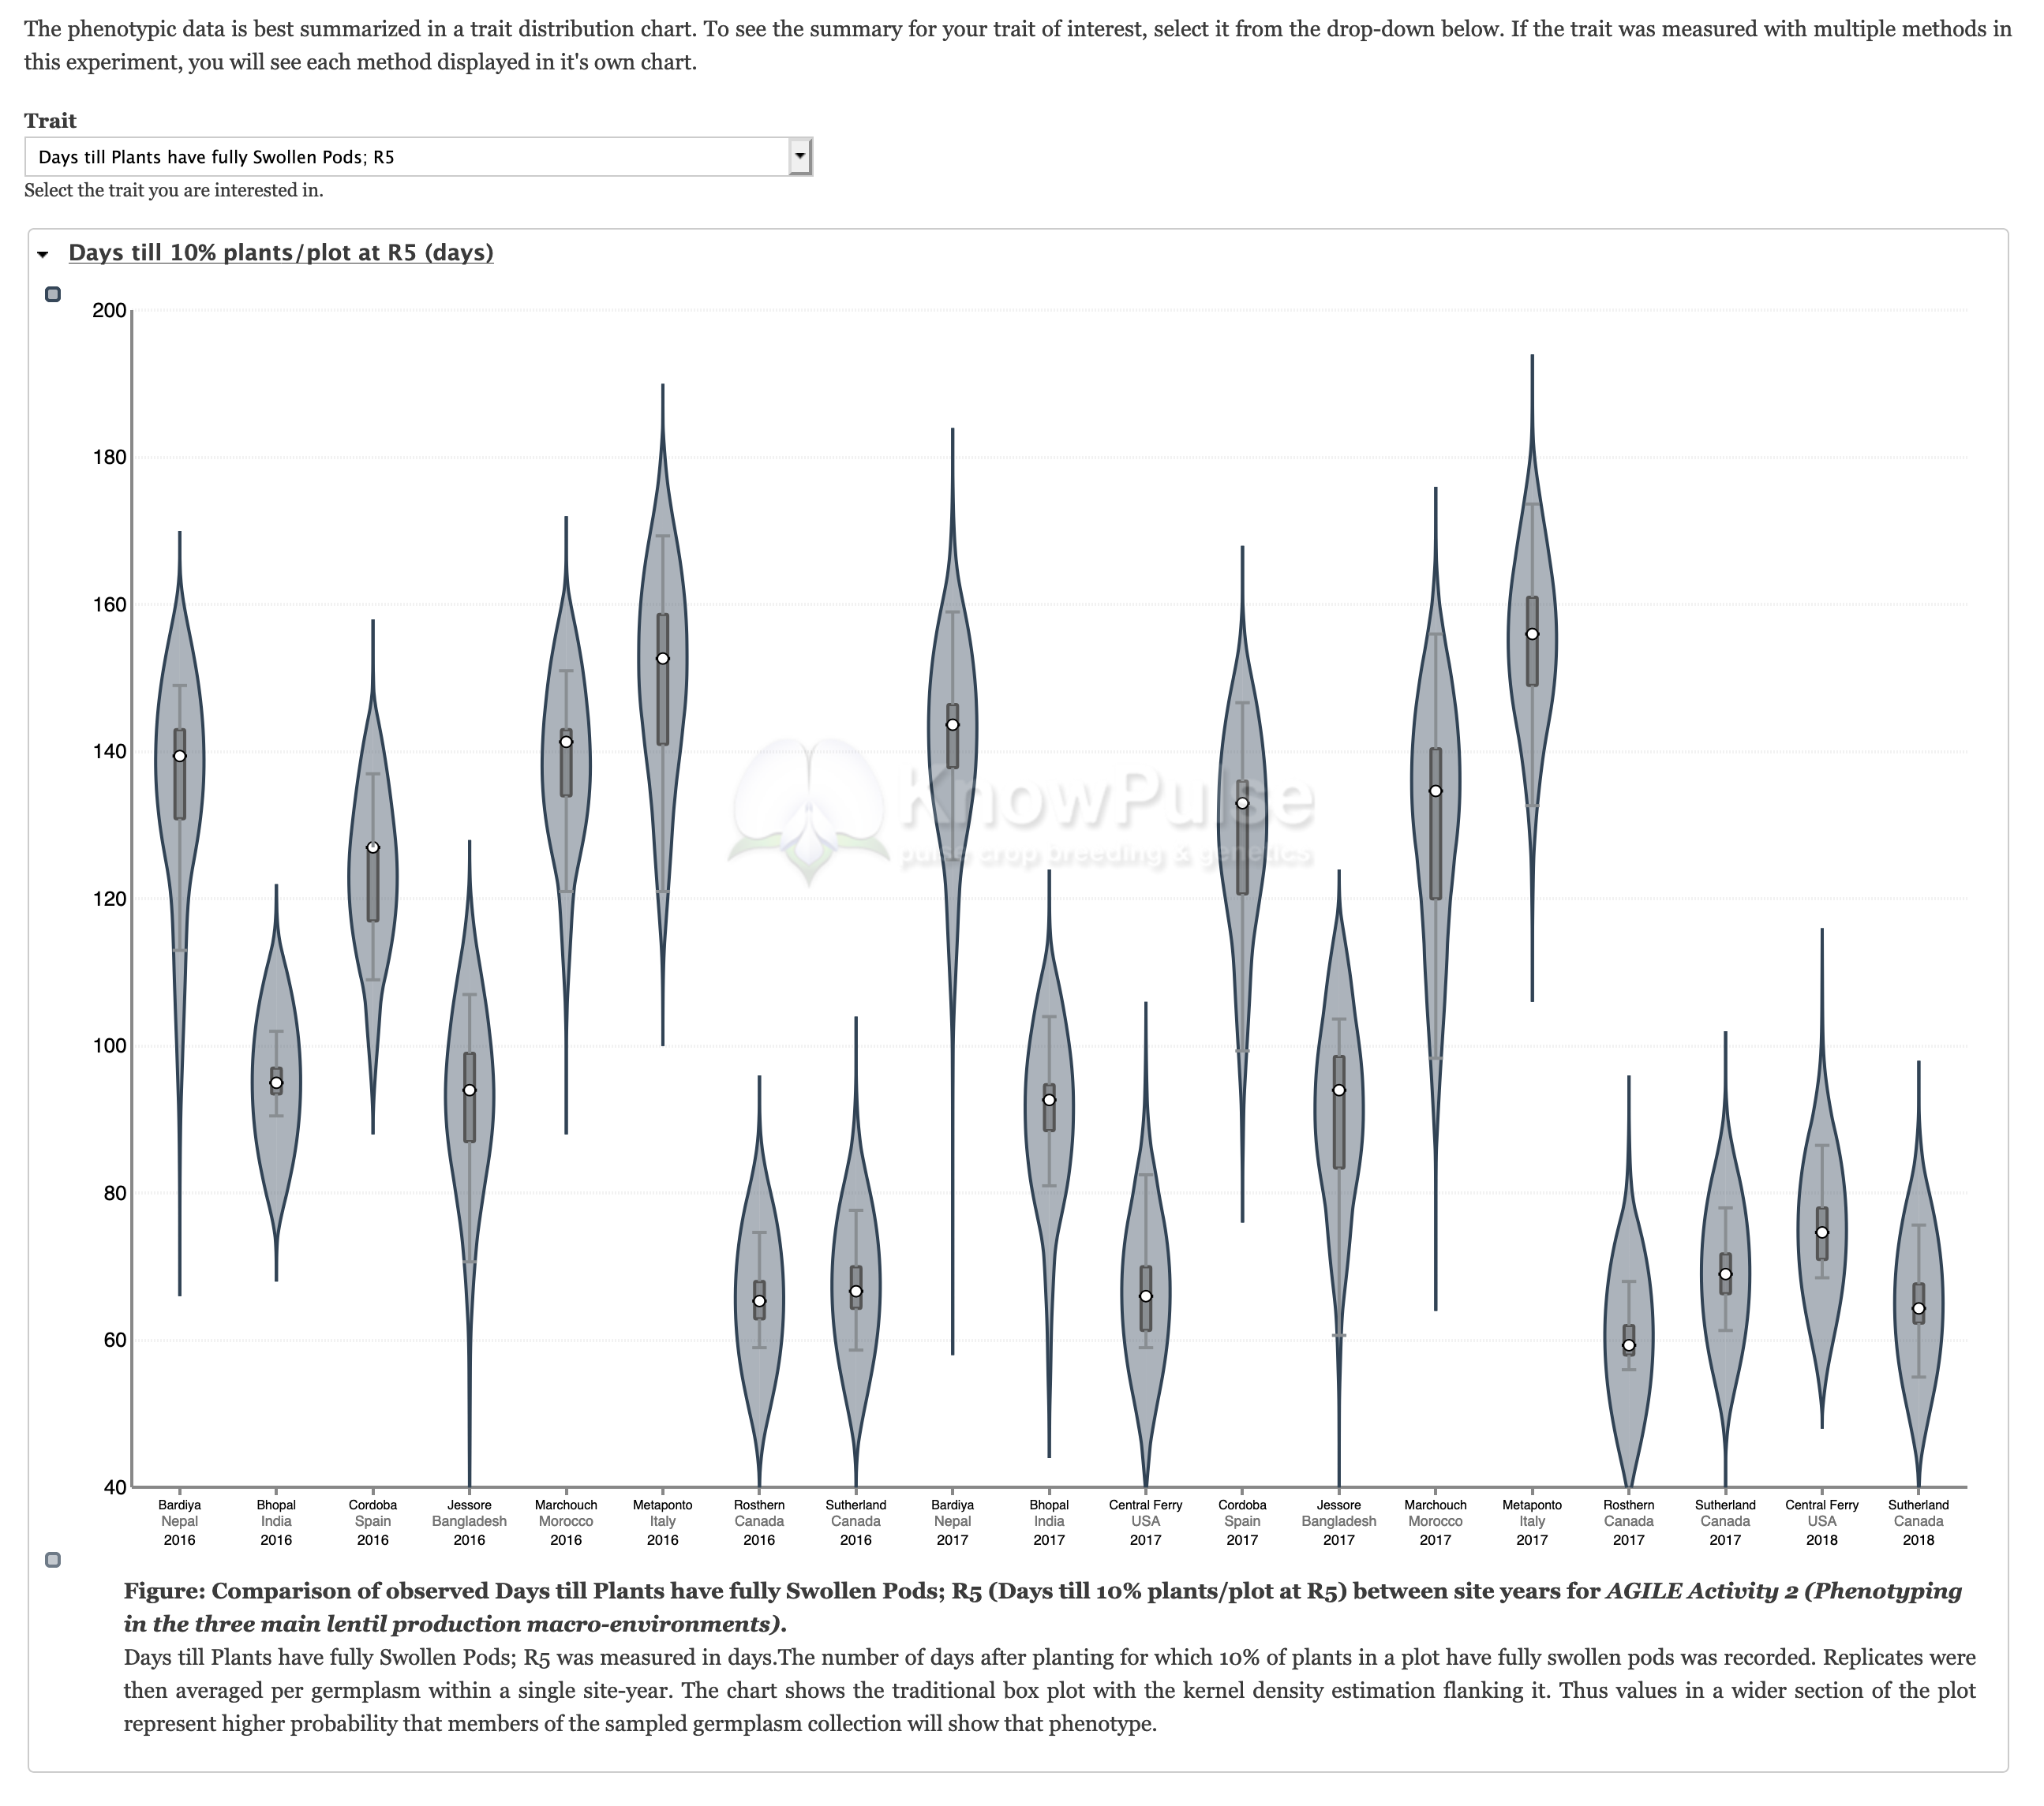 The phenotypic data is best summarized in a trait distribution chart. To see the summary for your trait of interest, select it from the drop-down below. If the trait was measured with multiple methods in
this experiment, you will see each method displayed in it's own chart.
Trait
Days till Plants have fully Swollen Pods; R5
Select the trait you are interested in.
Days till 10% plants/plot at R5 (days)
200
180
160
140
120
100
80
60
40
KnowPulse
pulse crop breeding & genetics
Bardiya Bhopal Cordoba Jessore Marchouch Metaponto Rosthern Sutherland Bardiya Bhopal Central Ferry Cordoba Jessore Marchouch Metaponto Rosthern Sutherland Central Ferry Sutherland
Nepal India Spain Bangladesh Morocco Italy Canada Canada Nepal India USA Spain Bangladesh Morocco Italy Canada Canada USA Canada
2016 2016 2016 2016 2016 2016 2016 2016 2017 2017 2017 2017 2017 2017 2017 2017 2017 2018 2018
Figure: Comparison of observed Days till Plants have fully Swollen Pods; R5 (Days till 10% plants/plot at R5) between site years for AGILE Activity 2 (Phenotyping
in the three main lentil production macro-environments).
Days till Plants have fully Swollen Pods; R5 was measured in days.The number of days after planting for which 10% of plants in a plot have fully swollen pods was recorded. Replicates were
then averaged per germplasm within a single site-year. The chart shows the traditional box plot with the kernel density estimation flanking it. Thus values in a wider section of the plot
represent higher probability that members of the sampled germplasm collection will show that phenotype.